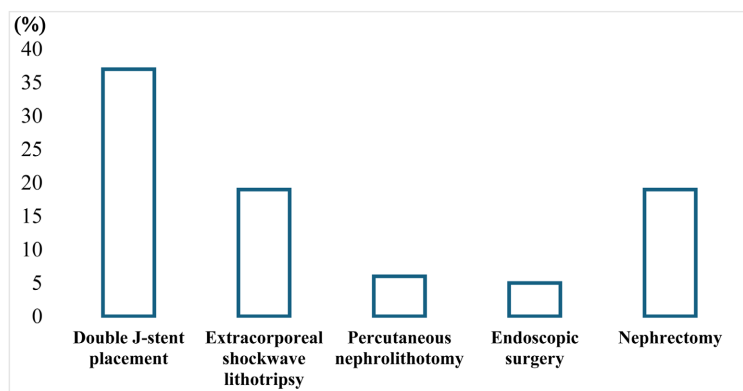 (%)
40
35
30
25
20
15
10
5
0
Double J-stent
placement
Extracorporeal
shockwave
lithotripsy
Percutaneous
nephrolithotomy
Endoscopic
surgery
Nephrectomy